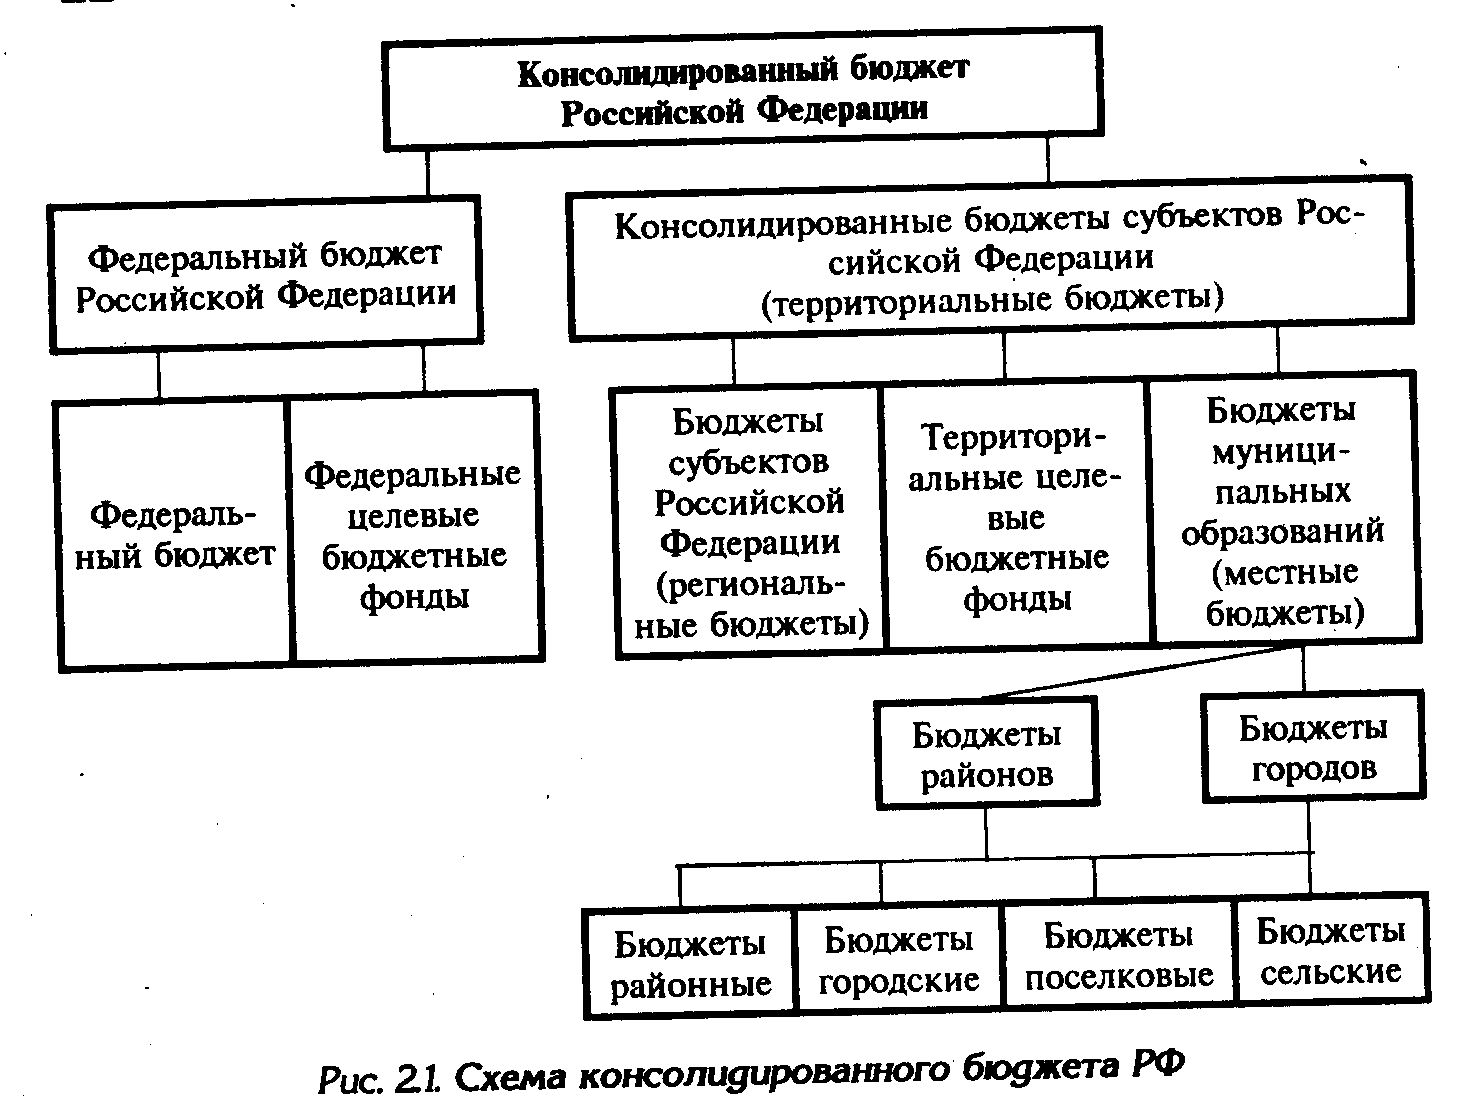 Консолидированный бюджет
Российской Федерации
Федеральный бюджет
Российской Федерации
Консолидированные бюджеты субъектов Рос-
сийской Федерации
(территориальные бюджеты)
Федераль-
ный бюджет
Федеральные
целевые
бюджетные
фонды
Бюджеты
субъектов
Российской
Федерации
(региональ-
ные бюджеты)
Территори-
альные целе-
вые
бюджетные
фонды
Бюджеты
муници-
пальных
образований
(местные
бюджеты)
Бюджеты
районов
Бюджеты
городов
Бюджеты
районные
Бюджеты
городские
Бюджеты
поселковые
Бюджеты
сельские
Рис. 2.1. Схема консолидированного бюджета РФ